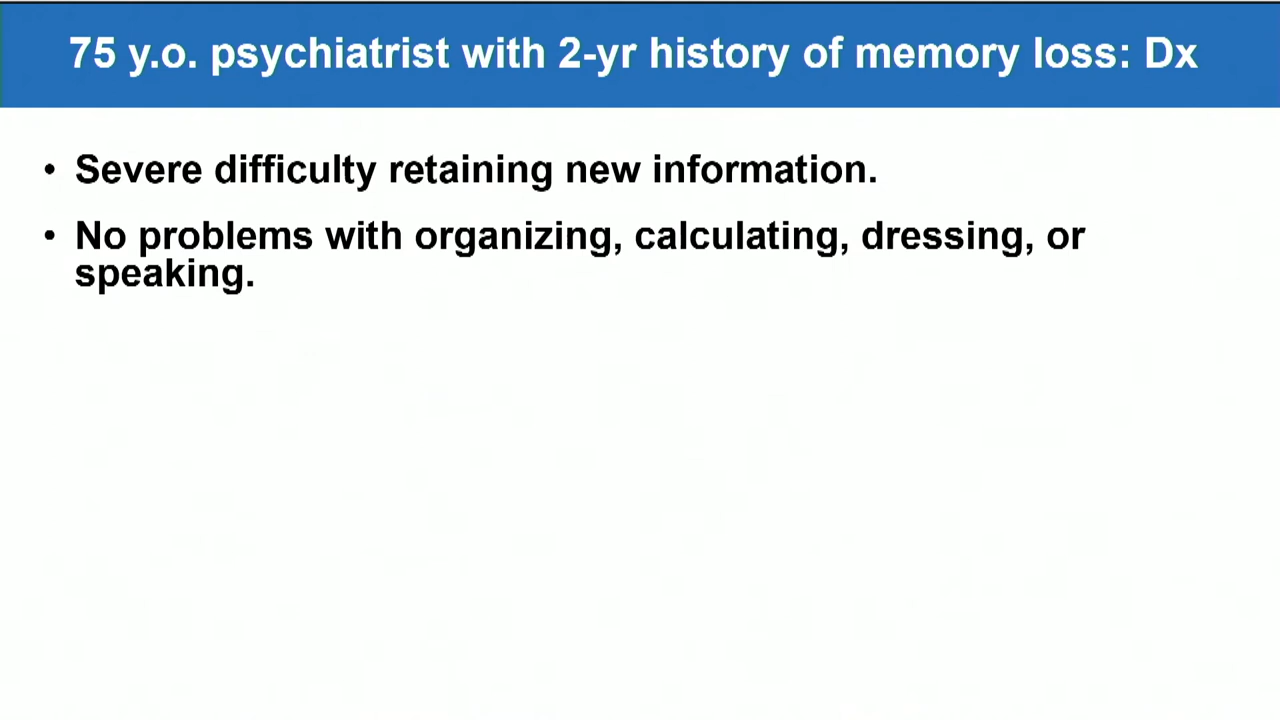 75 y.o. psychiatrist with 2-yr history of memory loss: Dx
• Severe difficulty retaining new information.
• No problems with organizing, calculating, dressing, or
speaking.